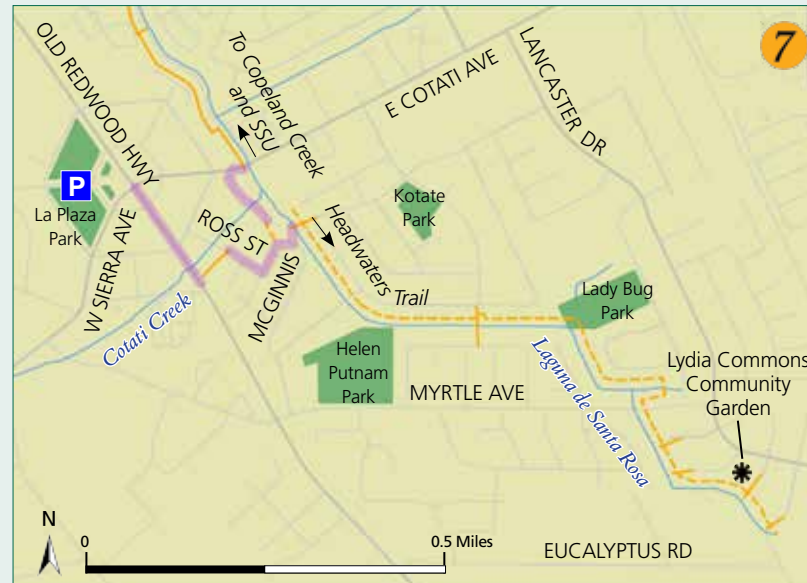 7
OLD REDWOOD HWY
To Copeland Creek
and SSU
E COTATI AVE
LANCASTER DR
P
La Plaza
Park
W SIERRA AVE
ROSS ST
Kotate
Park
Headwaters
Trail
MCGINNIS
Cotati Creek
Lady Bug
Park
Helen
Putnam
Park
MYRTLE AVE
Laguna de Santa Rosa
Lydia Commons
Community
Garden
N
0
0.5 Miles
EUCALYPTUS RD